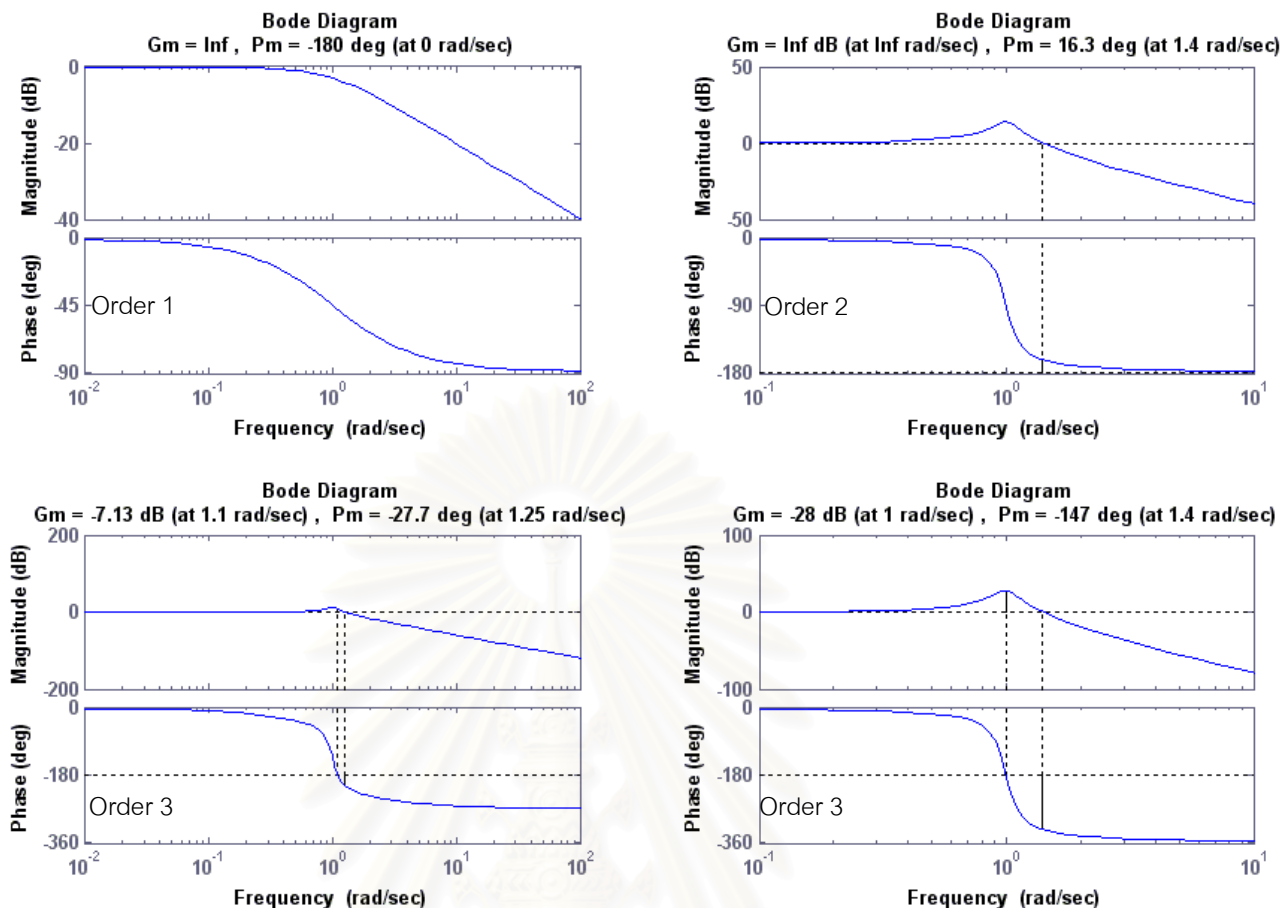 Bode Diagram
Gm = Inf , Pm = -180 deg (at 0 rad/sec)
0
-20
-40
Magnitude (dB)
0
-45
-90
Phase (deg)
Order 1
10^-2
10^-1
10^0
10^1
10^2
Frequency (rad/sec)
Bode Diagram
Gm = Inf dB (at Inf rad/sec) , Pm = 16.3 deg (at 1.4 rad/sec)
50
0
-50
Magnitude (dB)
0
-90
-180
Phase (deg)
Order 2
10^-1
10^0
10^1
Frequency (rad/sec)
Bode Diagram
Gm = -7.13 dB (at 1.1 rad/sec) , Pm = -27.7 deg (at 1.25 rad/sec)
200
0
-200
Magnitude (dB)
0
-180
-360
Phase (deg)
Order 3
10^-2
10^-1
10^0
10^1
10^2
Frequency (rad/sec)
Bode Diagram
Gm = -28 dB (at 1 rad/sec) , Pm = -147 deg (at 1.4 rad/sec)
100
0
-100
Magnitude (dB)
0
-180
-360
Phase (deg)
Order 3
10^-1
10^0
10^1
Frequency (rad/sec)